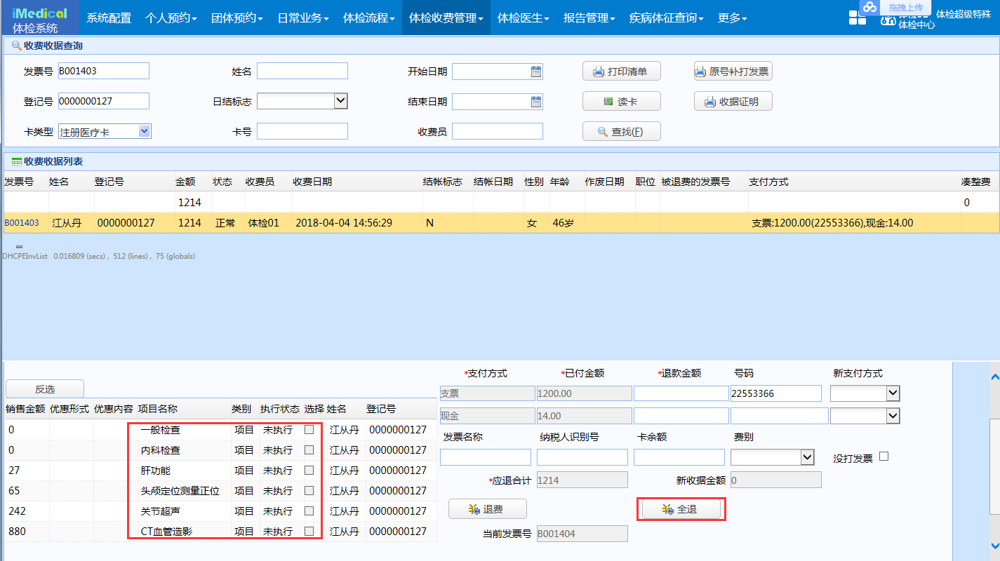 iMedical
体检系统
系统配置 个人预约 团体预约 日常业务 体检流程 体检收费管理 体检医生 报告管理 疾病体征查询 更多
拖拽上传
体检超级特殊
体检中心
收费收据查询
发票号 B001403 姓名 开始日期 打印清单 原号补打发票
登记号 0000000127 日结标志 结束日期 读卡 收据证明
卡类型 注册医疗卡 卡号 收费员 查找(F)
收费收据列表
发票号 姓名 登记号 金额 状态 收费员 收费日期 结帐标志 结帐日期 性别 年龄 作废日期 职位 被退费的发票号 支付方式 凑整费
1214 0
B001403 江从丹 0000000127 1214 正常 体检01 2018-04-04 14:56:29 N 女 46岁 支票:1200.00(22553366),现金:14.00
DHCPEInvList 0.016809 (secs) , 512 (lines) , 75 (globals)
反选
销售金额 优惠形式 优惠内容 项目名称 类别 执行状态 选择 姓名 登记号
0 一般检查 项目 未执行 江从丹 0000000127
0 内科检查 项目 未执行 江从丹 0000000127
27 肝功能 项目 未执行 江从丹 0000000127
65 头颅定位测量正位 项目 未执行 江从丹 0000000127
242 关节超声 项目 未执行 江从丹 0000000127
880 CT血管造影 项目 未执行 江从丹 0000000127
*支付方式 *已付金额 *退款金额 号码 新支付方式
支票 1200.00 22553366
现金 14.00
发票名称 纳税人识别号 卡余额 费别
没打发票
*应退合计 1214 新收据金额 0
退费 全退
当前发票号 B001404